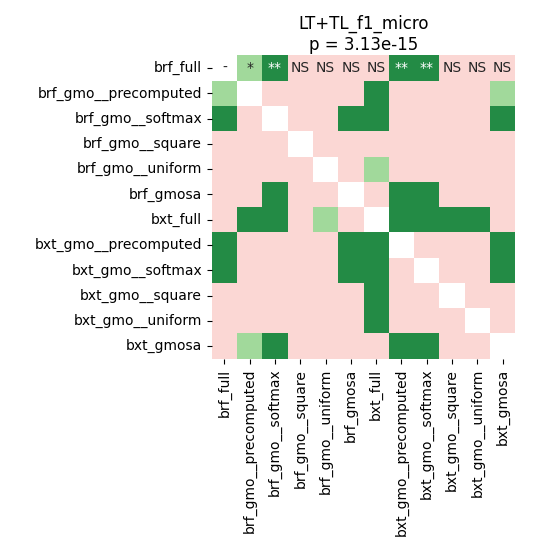 LT+TL_f1_micro
p = 3.13e-15
brf_full - * ** NS NS NS NS ** ** NS NS NS
brf_gmo__precomputed
brf_gmo__softmax
brf_gmo__square
brf_gmo__uniform
brf_gmosa
bxt_full
bxt_gmo__precomputed
bxt_gmo__softmax
bxt_gmo__square
bxt_gmo__uniform
bxt_gmosa
brf_full
brf_gmo__precomputed
brf_gmo__softmax
brf_gmo__square
brf_gmo__uniform
brf_gmosa
bxt_full
bxt_gmo__precomputed
bxt_gmo__softmax
bxt_gmo__square
bxt_gmo__uniform
bxt_gmosa